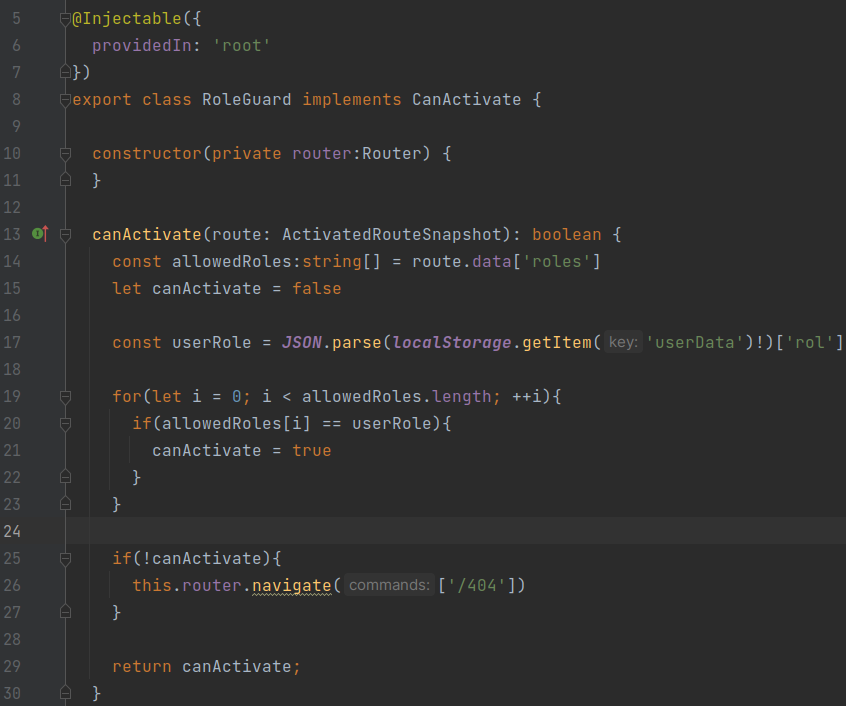 5 @Injectable({
6 providedIn: 'root'
7 })
8 export class RoleGuard implements CanActivate {
9
10 constructor(private router:Router) {
11 }
12
13 canActivate(route: ActivatedRouteSnapshot): boolean {
14 const allowedRoles:string[] = route.data['roles']
15 let canActivate = false
16
17 const userRole = JSON.parse(localStorage.getItem( key: 'userData')!)['rol']
18
19 for(let i = 0; i < allowedRoles.length; ++i){
20 if(allowedRoles[i] == userRole){
21 canActivate = true
22 }
23 }
24
25 if(!canActivate){
26 this.router.navigate( commands: ['/404'])
27 }
28
29 return canActivate;
30 }